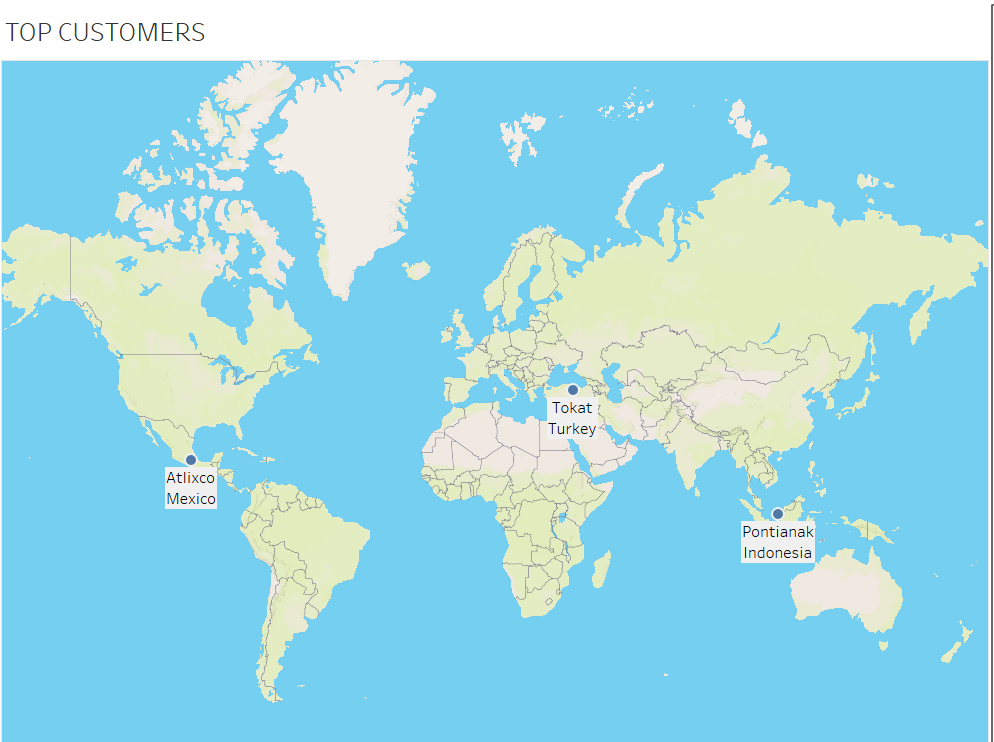 TOP CUSTOMERS
Tokat
Turkey
Atlixco
Mexico
Pontianak
Indonesia